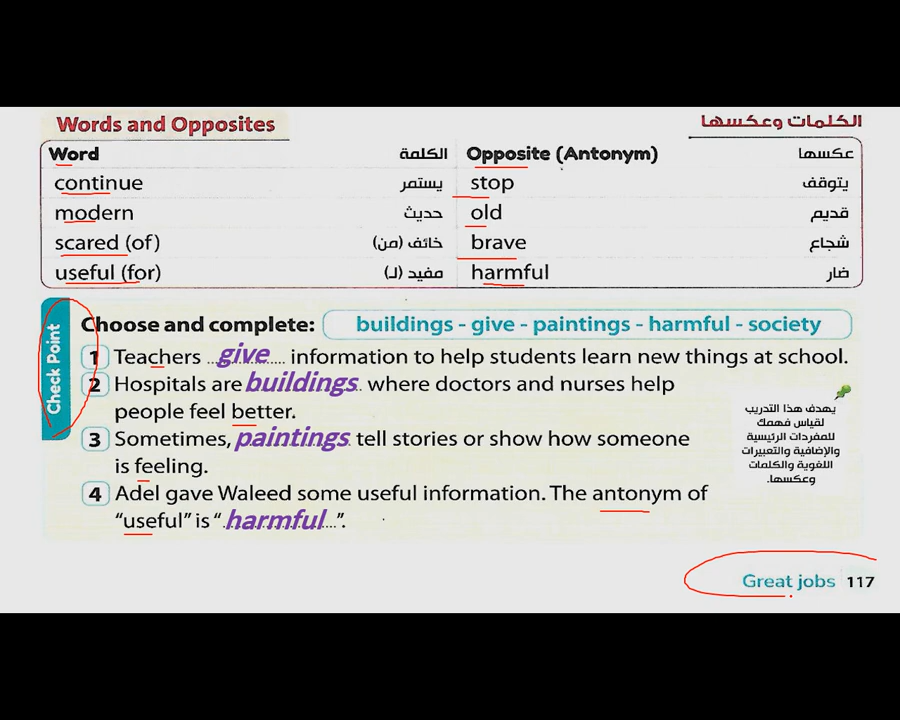 Words and Opposites الكلمات وعكسها
Word الكلمة Opposite (Antonym) عكسها
continue يستمر stop يتوقف
modern حديث old قديم
scared (of) خائف (من) brave شجاع
useful (for) مفيد (لـ) harmful ضار
Check Point
Choose and complete: buildings - give - paintings - harmful - society
1 Teachers ...give.... information to help students learn new things at school.
2 Hospitals are buildings. where doctors and nurses help
people feel better.
3 Sometimes, paintings tell stories or show how someone
is feeling.
4 Adel gave Waleed some useful information. The antonym of
“useful” is “harmful...”.
يهدف هذا التدريب
لقياس فهمك
للمفردات الرئيسية
والإضافية والتعبيرات
اللغوية والكلمات
وعكسها.
Great jobs 117